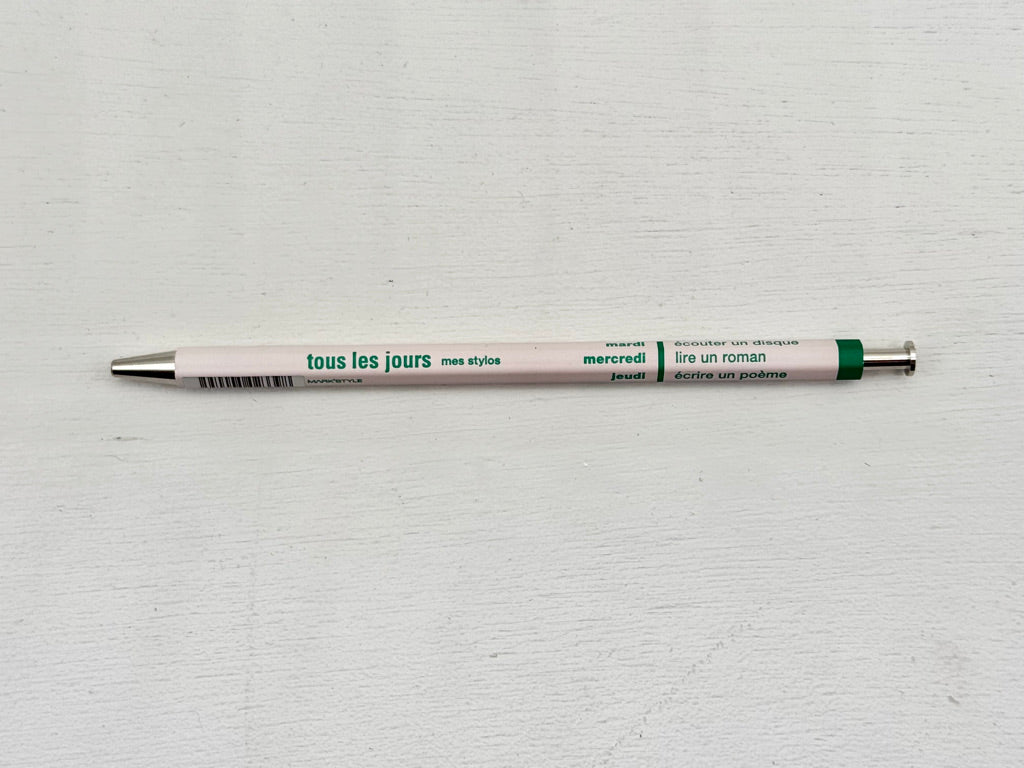 tous les jours mes stylos
MARK'STYLE
mardi écouter un disque
mercredi lire un roman
jeudi écrire un poème